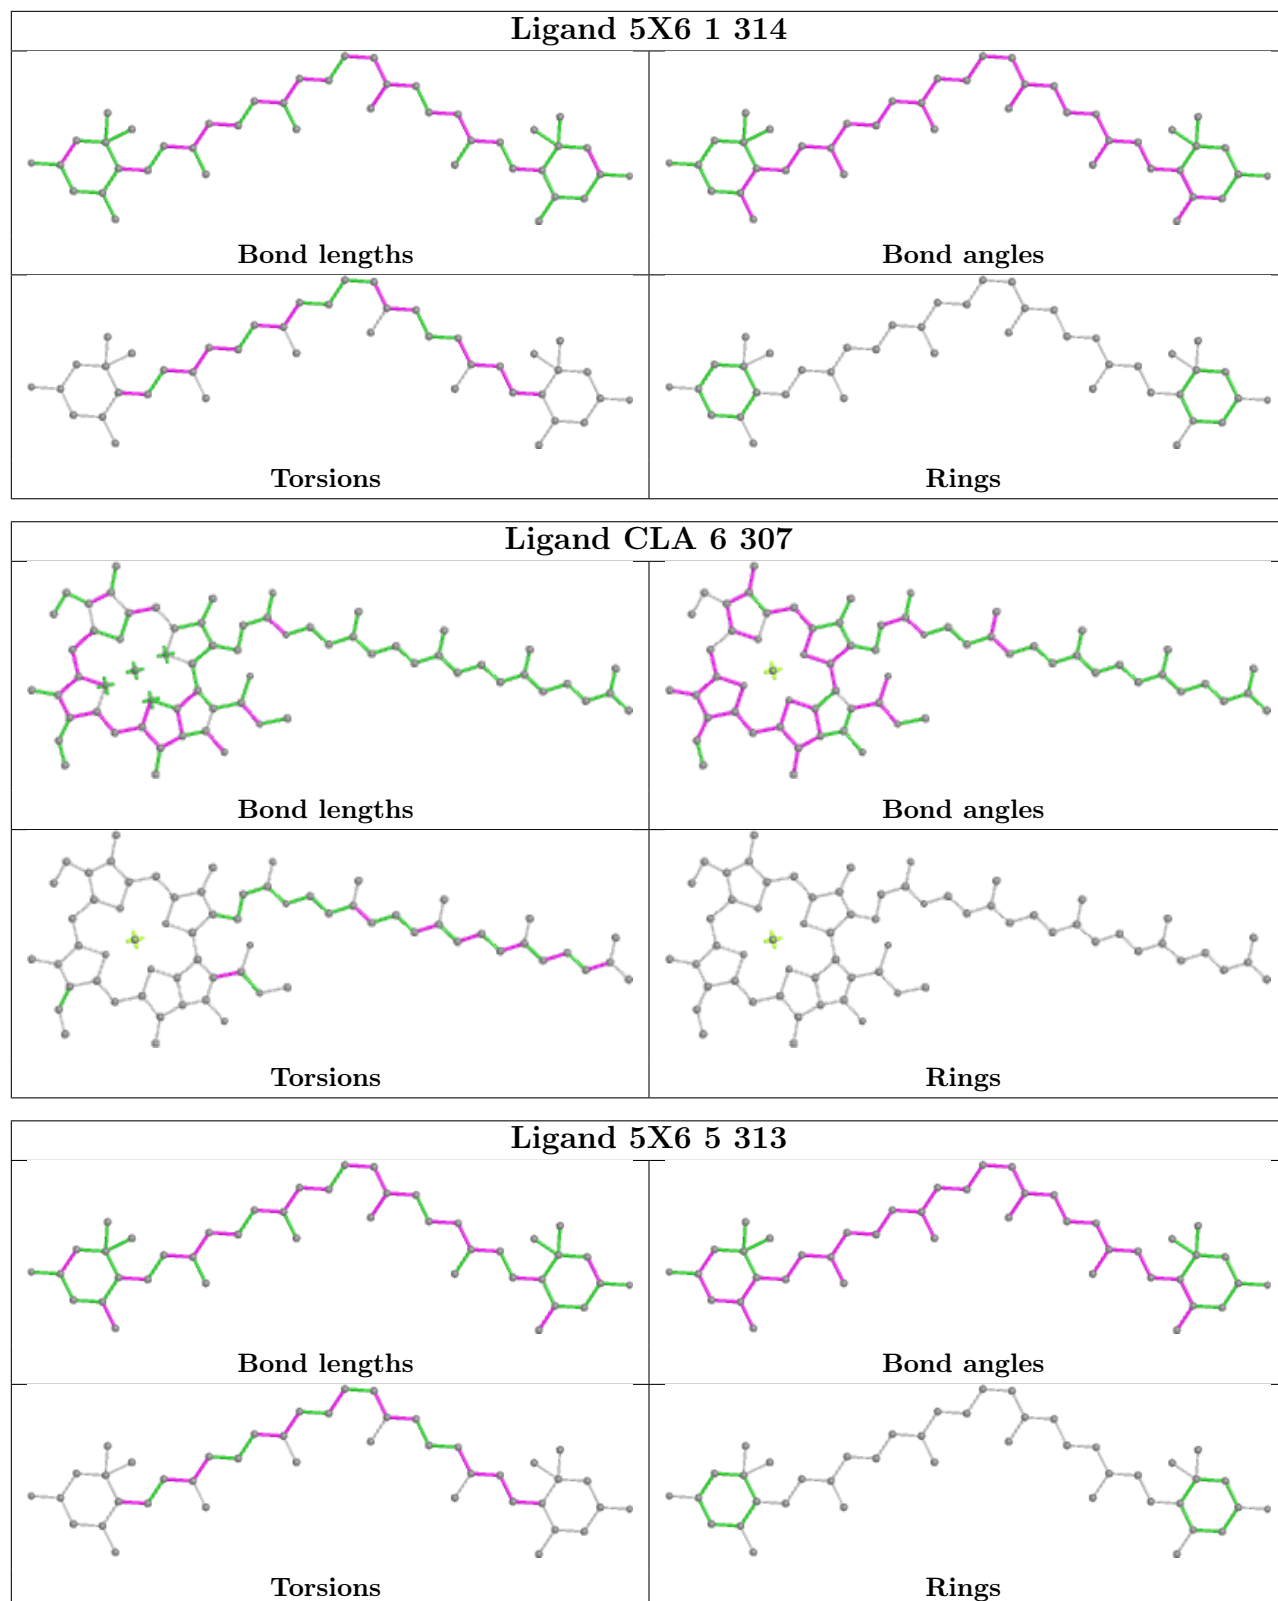 Ligand 5X6 1 314
Bond lengths
Bond angles
Torsions
Rings
Ligand CLA 6 307
Bond lengths
Bond angles
Torsions
Rings
Ligand 5X6 5 313
Bond lengths
Bond angles
Torsions
Rings